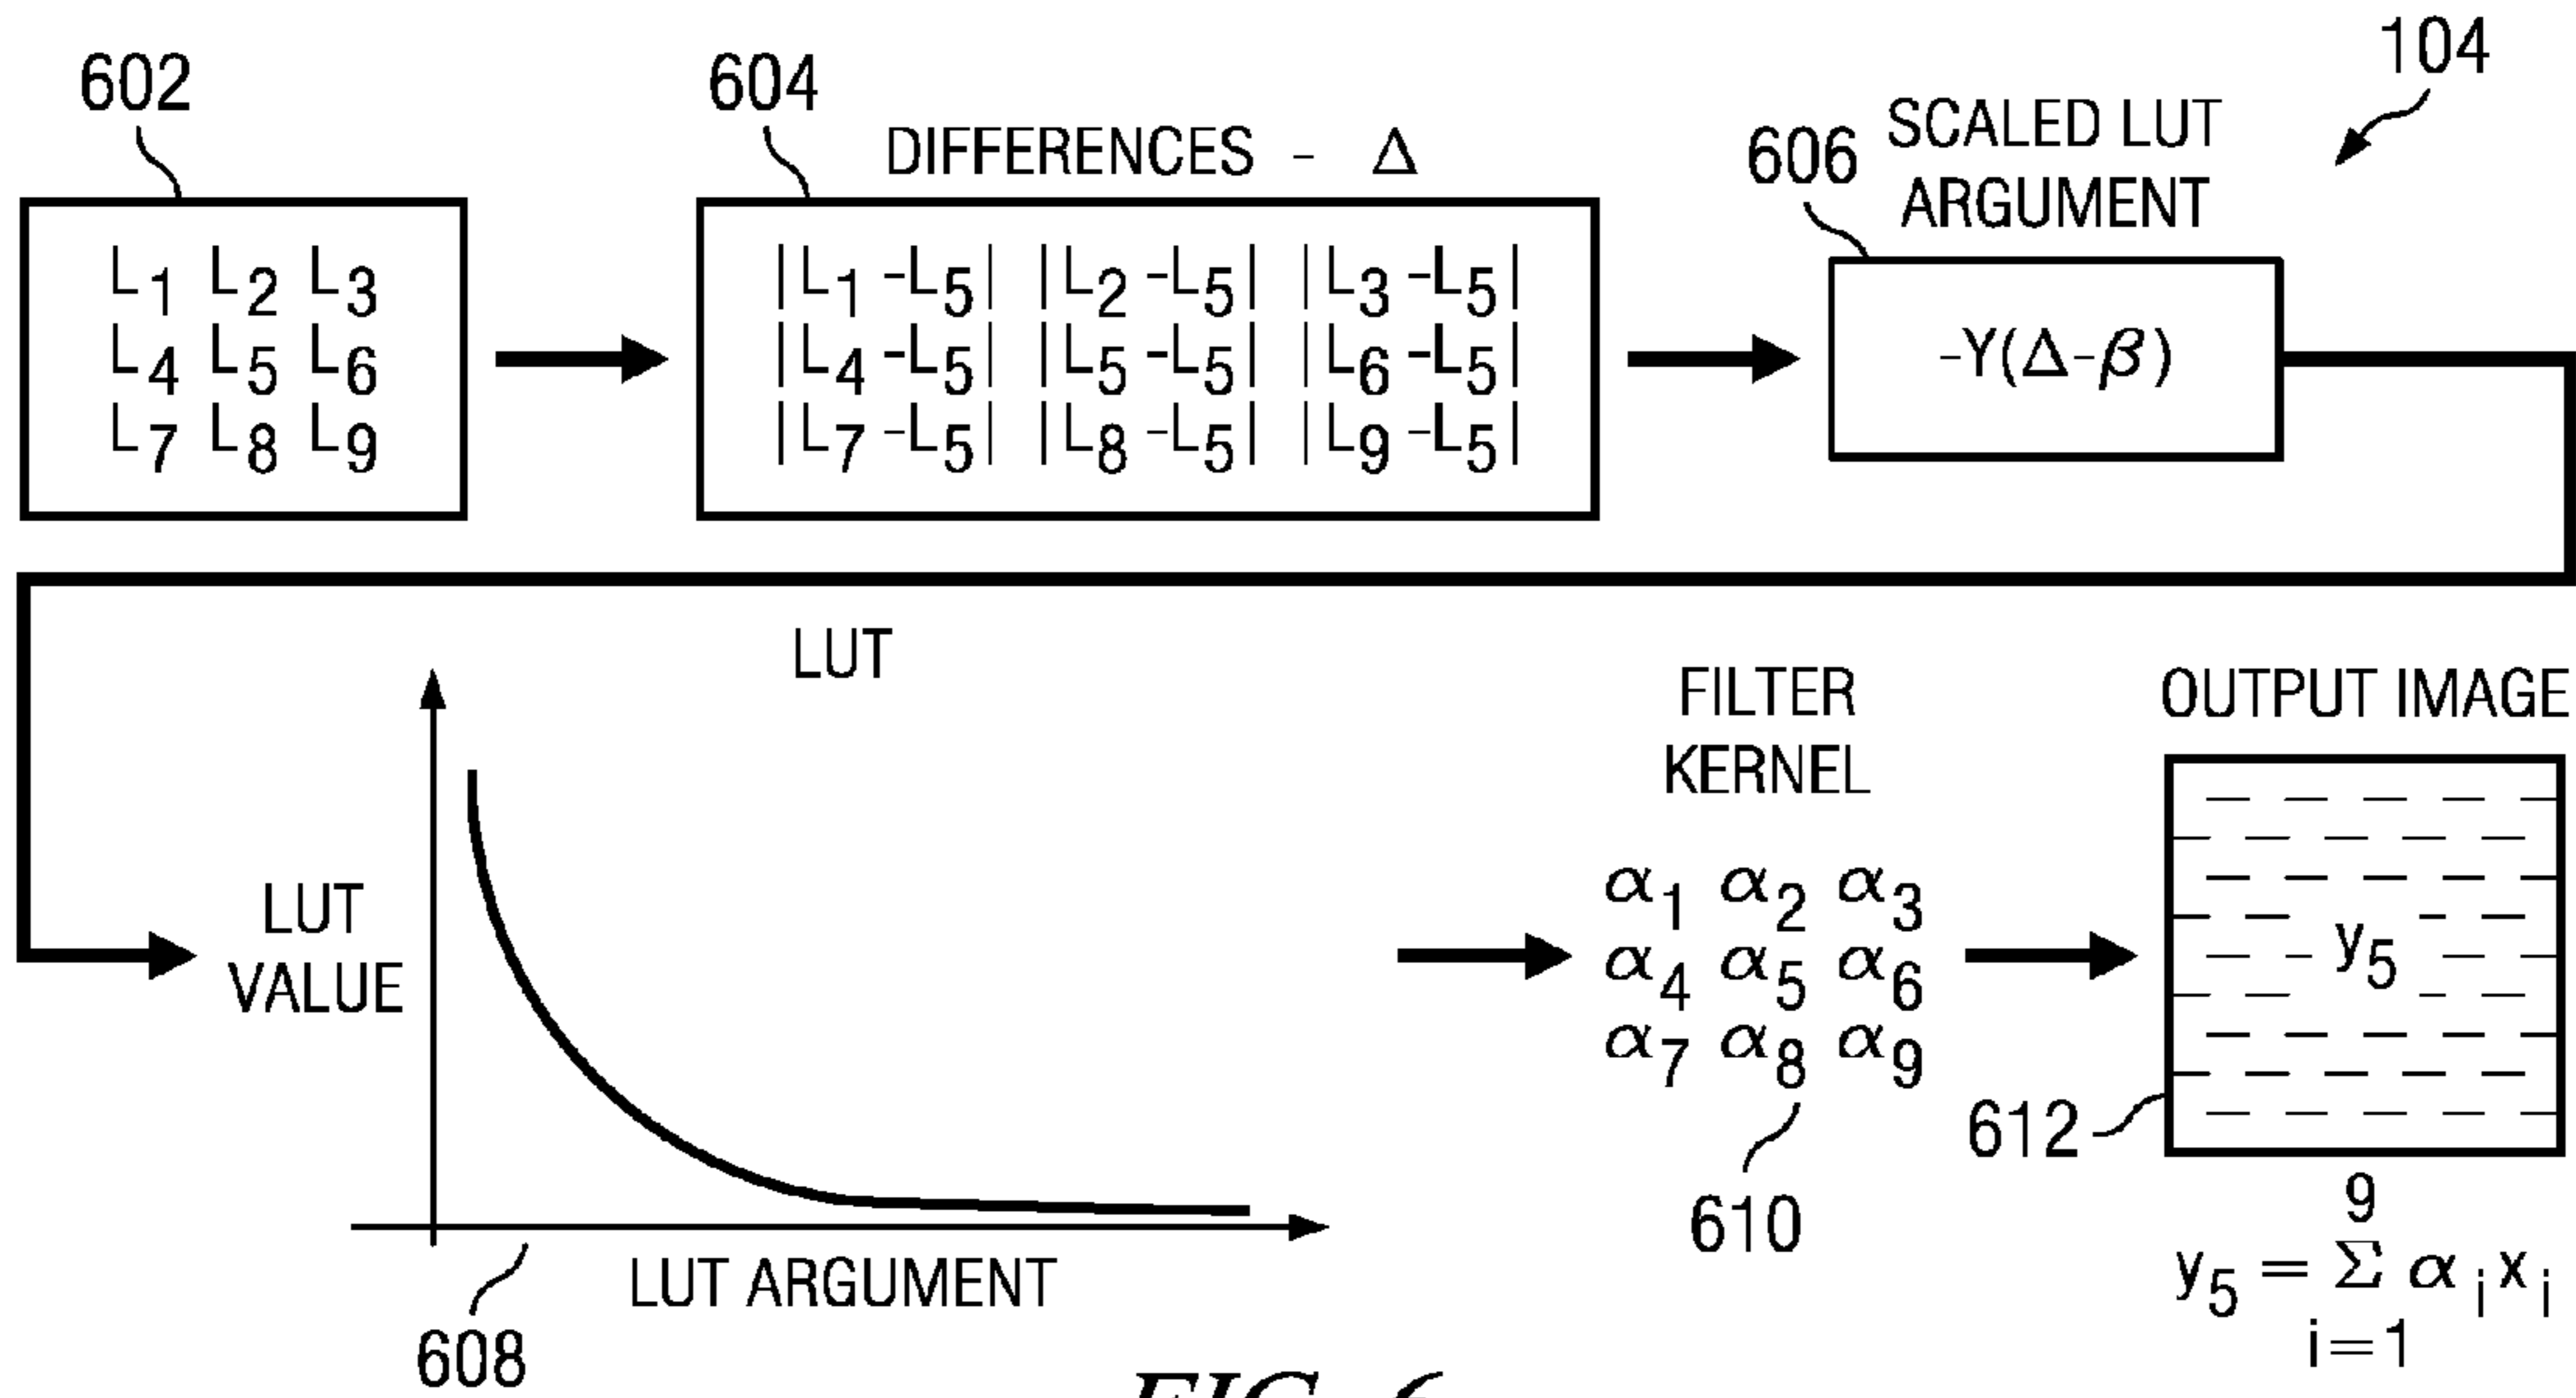 602
604
104
DIFFERENCES - Δ
606
SCALED LUT
ARGUMENT
L1 L2 L3
L4 L5 L6
L7 L8 L9
|L1 -L5| |L2 -L5| |L3 -L5|
|L4 -L5| |L5 -L5| |L6 -L5|
|L7 -L5| |L8 -L5| |L9 -L5|
-Y(Δ-β)
LUT
LUT
VALUE
LUT ARGUMENT
608
FILTER
KERNEL
α1 α2 α3
α4 α5 α6
α7 α8 α9
610
OUTPUT IMAGE
y5
612
9
y5 = Σ αi xi
i=1
FIG. 6